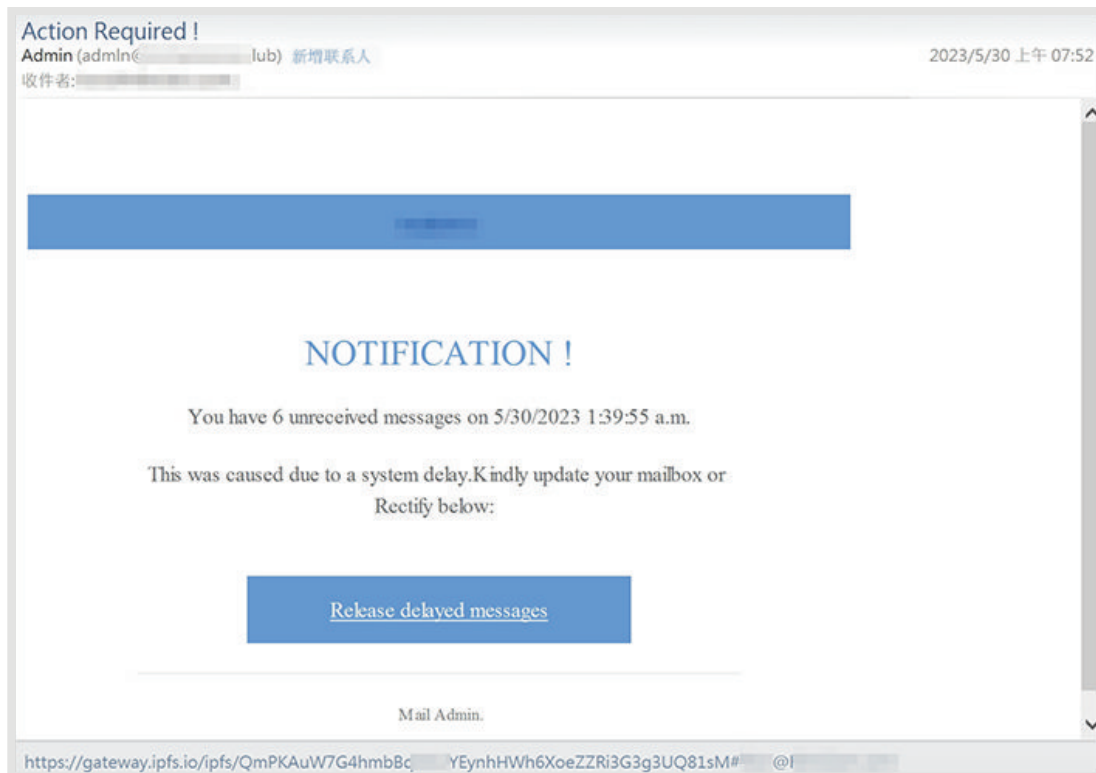 Action Required !
Admin (admln@ lub) 新增联系人
2023/5/30 上午 07:52
收件者:
NOTIFICATION !
You have 6 unreceived messages on 5/30/2023 1:39:55 a.m.
This was caused due to a system delay.Kindly update your mailbox or
Rectify below:
Release delayed messages
Mail Admin.
https://gateway.ipfs.io/ipfs/QmPKAuW7G4hmbBc YEynhHWh6XoeZZRi3G3g3UQ81sM# @